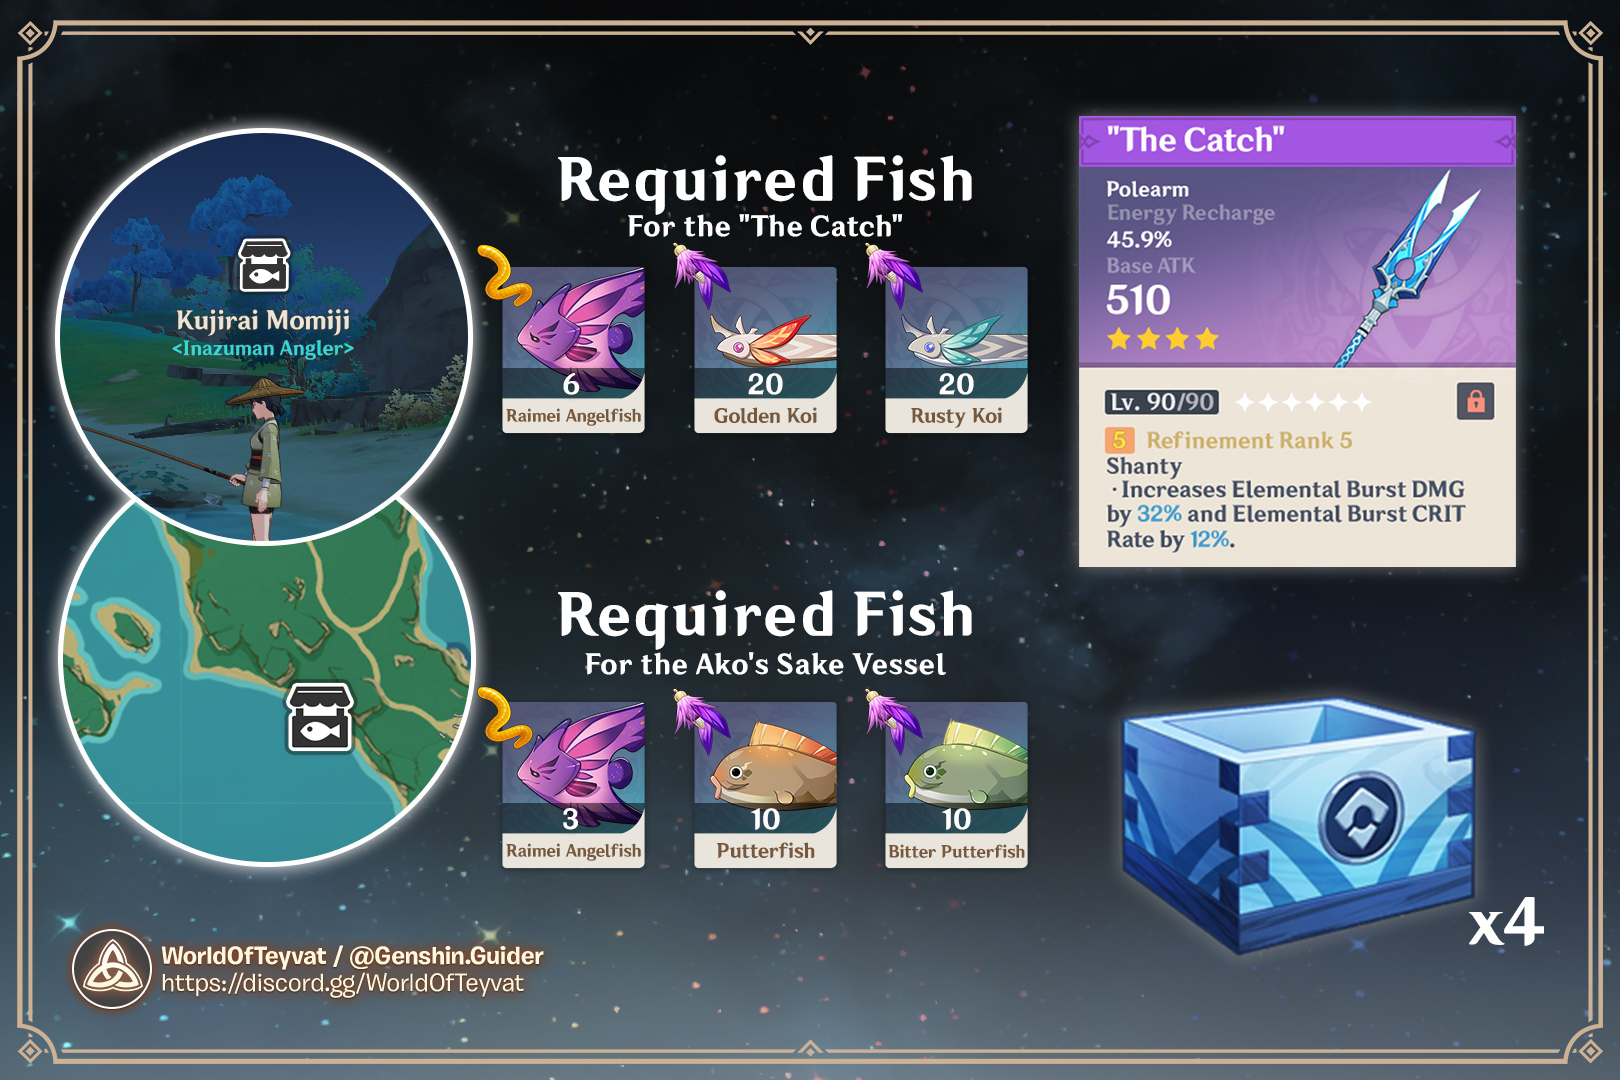 Kujirai Momiji
<Inazuman Angler>
Required Fish
For the "The Catch"
6
Raimei Angelfish
20
Golden Koi
20
Rusty Koi
"The Catch"
Polearm
Energy Recharge
45.9%
Base ATK
510
Lv. 90/90
5 Refinement Rank 5
Shanty
· Increases Elemental Burst DMG
by 32% and Elemental Burst CRIT
Rate by 12%.
Required Fish
For the Ako's Sake Vessel
3
Raimei Angelfish
10
Putterfish
10
Bitter Putterfish
x4
WorldOfTeyvat / @Genshin.Guider
https://discord.gg/WorldOfTeyvat